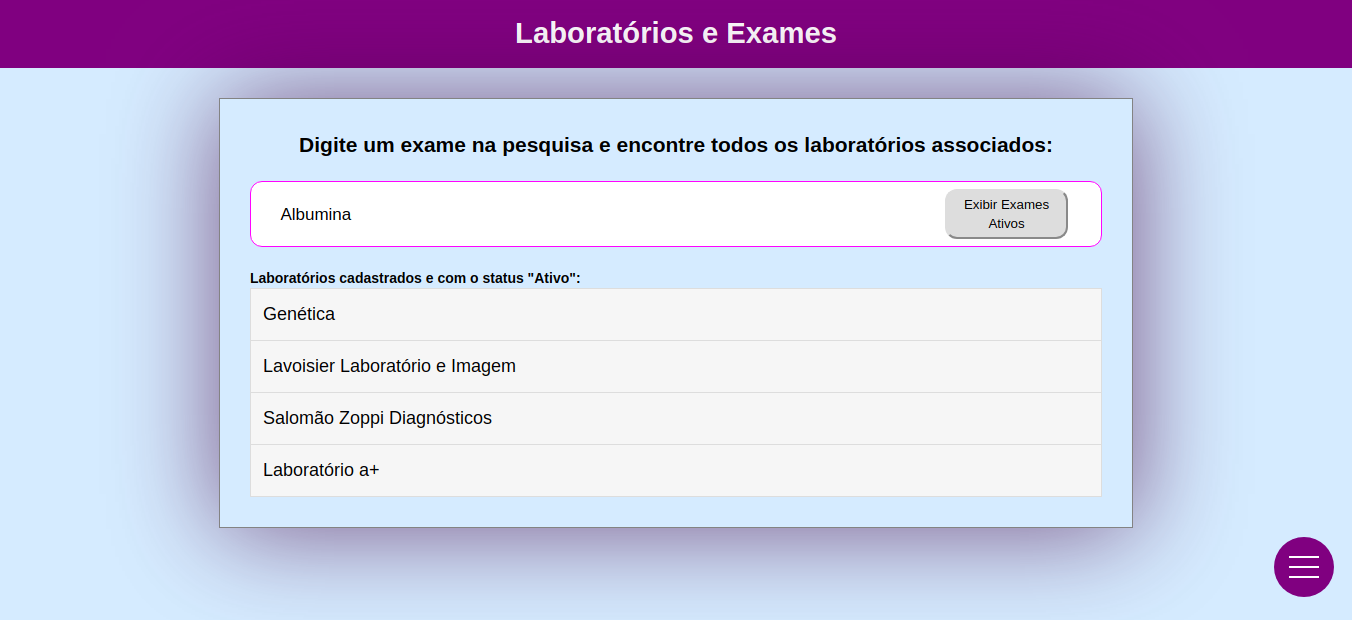 Laboratórios e Exames
Digite um exame na pesquisa e encontre todos os laboratórios associados:
Albumina
Exibir Exames
Ativos
Laboratórios cadastrados e com o status "Ativo":
Genética
Lavoisier Laboratório e Imagem
Salomão Zoppi Diagnósticos
Laboratório a+